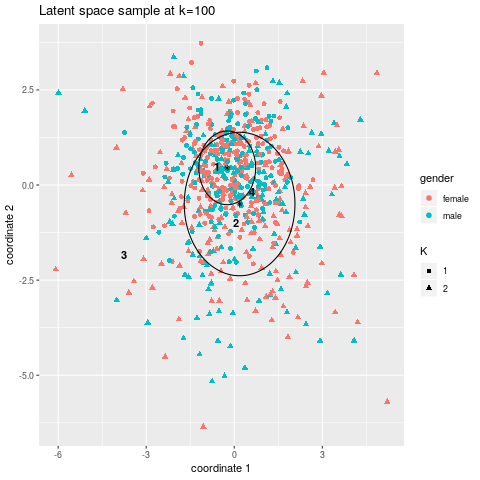 Latent space sample at k=100
2.5
0.0
-2.5
-5.0
coordinate 2
-6
-3
0
3
coordinate 1
1
4
2
3
gender
female
male
K
1
2